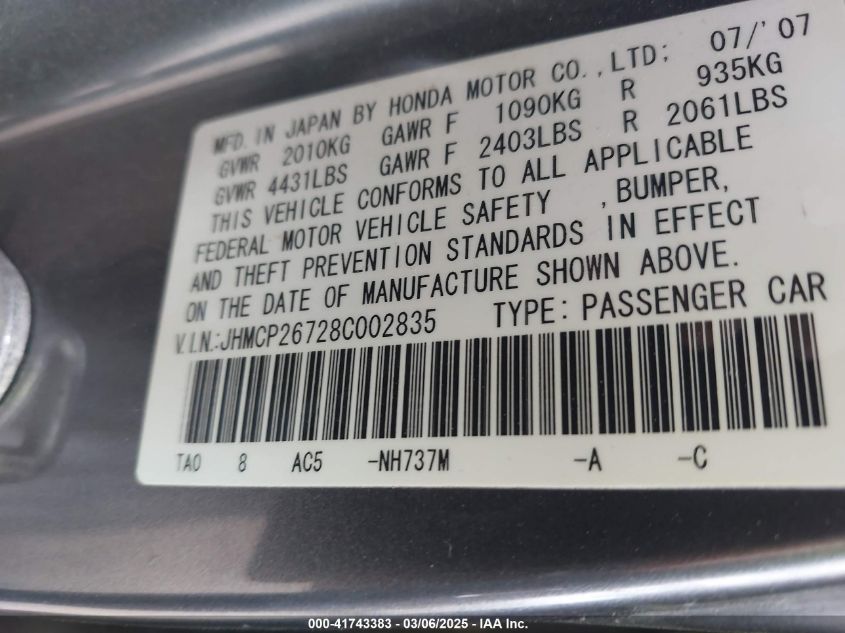 MFD. IN JAPAN BY HONDA MOTOR CO., LTD; 07/'07
GVWR 2010KG GAWR F 1090KG R 935KG
GVWR 4431LBS GAWR F 2403LBS R 2061LBS
THIS VEHICLE CONFORMS TO ALL APPLICABLE
FEDERAL MOTOR VEHICLE SAFETY , BUMPER,
AND THEFT PREVENTION STANDARDS IN EFFECT
ON THE DATE OF MANUFACTURE SHOWN ABOVE.
V.I.N.:JHMCP26728C002835 TYPE: PASSENGER CAR
TA0 8 AC5 -NH737M -A -C
000-41743383 - 03/06/2025 - IAA Inc.